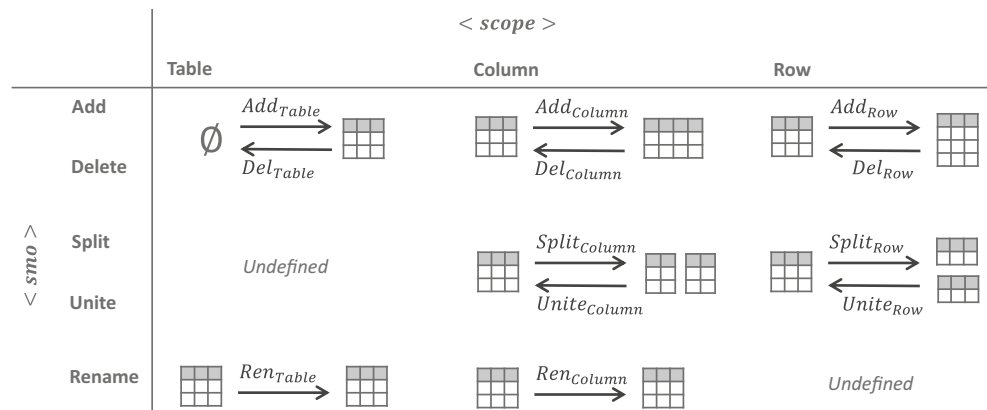 < scope >
Table Column Row
Add
Delete
∅
Add_Table
Del_Table
Add_Column
Del_Column
Add_Row
Del_Row
< smo >
Split
Unite
Undefined
Split_Column
Unite_Column
Split_Row
Unite_Row
Rename
Ren_Table
Ren_Column
Undefined